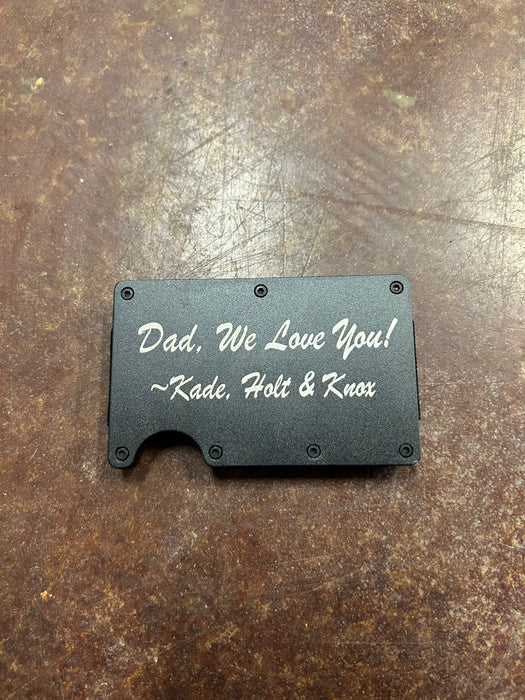 Dad, We Love You!
~Kade, Holt & Knox